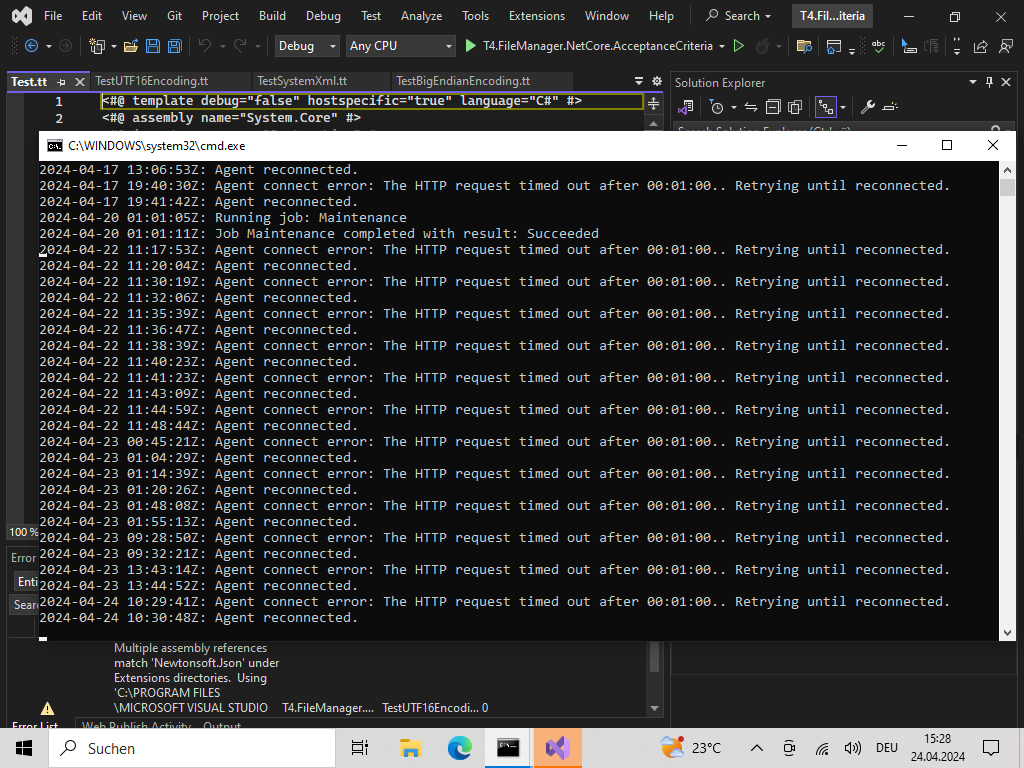 File Edit View Git Project Build Debug Test Analyze Tools Extensions Window Help Search T4.Fil...iteria
Debug Any CPU T4.FileManager.NetCore.AcceptanceCriteria
Test.tt TestUTF16Encoding.tt TestSystemXml.tt TestBigEndianEncoding.tt Solution Explorer
1 <#@ template debug="false" hostspecific="true" language="C#" #>
2 <#@ assembly name="System.Core" #>
C:\WINDOWS\system32\cmd.exe
2024-04-17 13:06:53Z: Agent reconnected.
2024-04-17 19:40:30Z: Agent connect error: The HTTP request timed out after 00:01:00.. Retrying until reconnected.
2024-04-17 19:41:42Z: Agent reconnected.
2024-04-20 01:01:05Z: Running job: Maintenance
2024-04-20 01:01:11Z: Job Maintenance completed with result: Succeeded
2024-04-22 11:17:53Z: Agent connect error: The HTTP request timed out after 00:01:00.. Retrying until reconnected.
2024-04-22 11:20:04Z: Agent reconnected.
2024-04-22 11:30:19Z: Agent connect error: The HTTP request timed out after 00:01:00.. Retrying until reconnected.
2024-04-22 11:32:06Z: Agent reconnected.
2024-04-22 11:35:39Z: Agent connect error: The HTTP request timed out after 00:01:00.. Retrying until reconnected.
2024-04-22 11:36:47Z: Agent reconnected.
2024-04-22 11:38:39Z: Agent connect error: The HTTP request timed out after 00:01:00.. Retrying until reconnected.
2024-04-22 11:40:23Z: Agent reconnected.
2024-04-22 11:41:23Z: Agent connect error: The HTTP request timed out after 00:01:00.. Retrying until reconnected.
2024-04-22 11:43:09Z: Agent reconnected.
2024-04-22 11:44:59Z: Agent connect error: The HTTP request timed out after 00:01:00.. Retrying until reconnected.
2024-04-22 11:48:44Z: Agent reconnected.
2024-04-23 00:45:21Z: Agent connect error: The HTTP request timed out after 00:01:00.. Retrying until reconnected.
2024-04-23 01:04:29Z: Agent reconnected.
2024-04-23 01:14:39Z: Agent connect error: The HTTP request timed out after 00:01:00.. Retrying until reconnected.
2024-04-23 01:20:26Z: Agent reconnected.
2024-04-23 01:48:08Z: Agent connect error: The HTTP request timed out after 00:01:00.. Retrying until reconnected.
2024-04-23 01:55:13Z: Agent reconnected.
2024-04-23 09:28:50Z: Agent connect error: The HTTP request timed out after 00:01:00.. Retrying until reconnected.
2024-04-23 09:32:21Z: Agent reconnected.
2024-04-23 13:43:14Z: Agent connect error: The HTTP request timed out after 00:01:00.. Retrying until reconnected.
2024-04-23 13:44:52Z: Agent reconnected.
2024-04-24 10:29:41Z: Agent connect error: The HTTP request timed out after 00:01:00.. Retrying until reconnected.
2024-04-24 10:30:48Z: Agent reconnected.
100 %
Error
Enti
Sear
Multiple assembly references
match 'Newtonsoft.Json' under
Extensions directories. Using
'C:\PROGRAM FILES
\MICROSOFT VISUAL STUDIO T4.FileManager.... TestUTF16Encodi... 0
Error List Web Publish Activity Output
Suchen 23°C DEU 15:28
24.04.2024